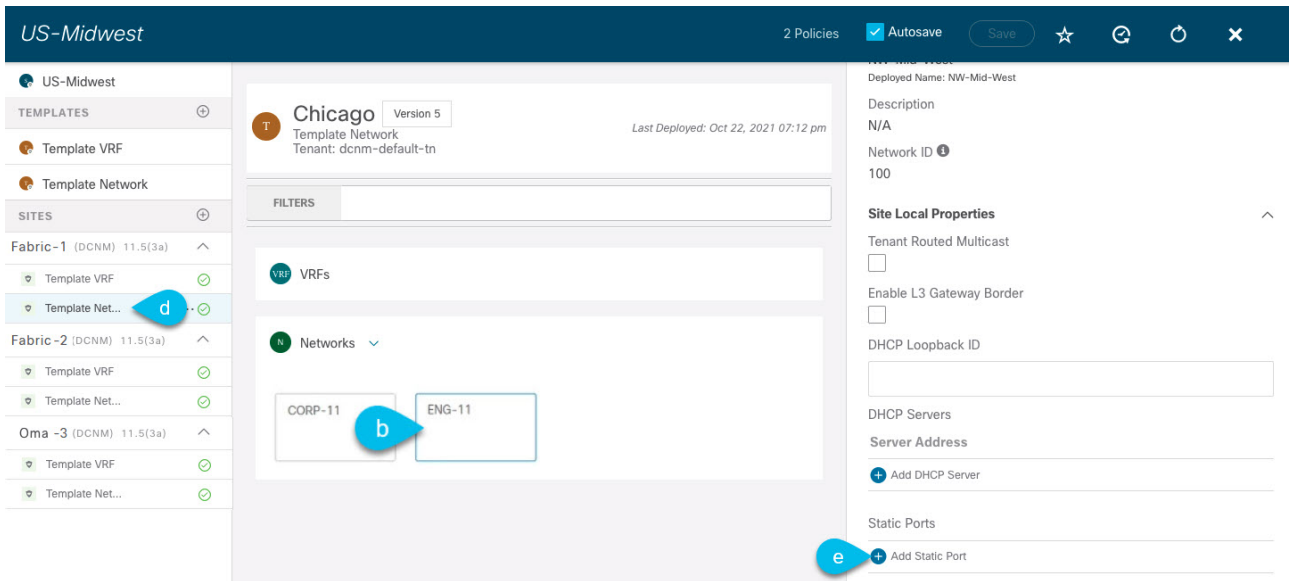 US-Midwest
2 Policies
Autosave
Save
US-Midwest
TEMPLATES
T Template VRF
T Template Network
SITES
Fabric-1 (DCNM) 11.5(3a)
Template VRF
Template Net...
d
Fabric-2 (DCNM) 11.5(3a)
Template VRF
Template Net...
Oma -3 (DCNM) 11.5(3a)
Template VRF
Template Net...
T
Chicago Version 5
Template Network
Tenant: dcnm-default-tn
Last Deployed: Oct 22, 2021 07:12 pm
FILTERS
VRF VRFs
N Networks
CORP-11
b
ENG-11
NW-Mid-West
Deployed Name: NW-Mid-West
Description
N/A
Network ID
100
Site Local Properties
Tenant Routed Multicast
Enable L3 Gateway Border
DHCP Loopback ID
DHCP Servers
Server Address
Add DHCP Server
Static Ports
e
Add Static Port